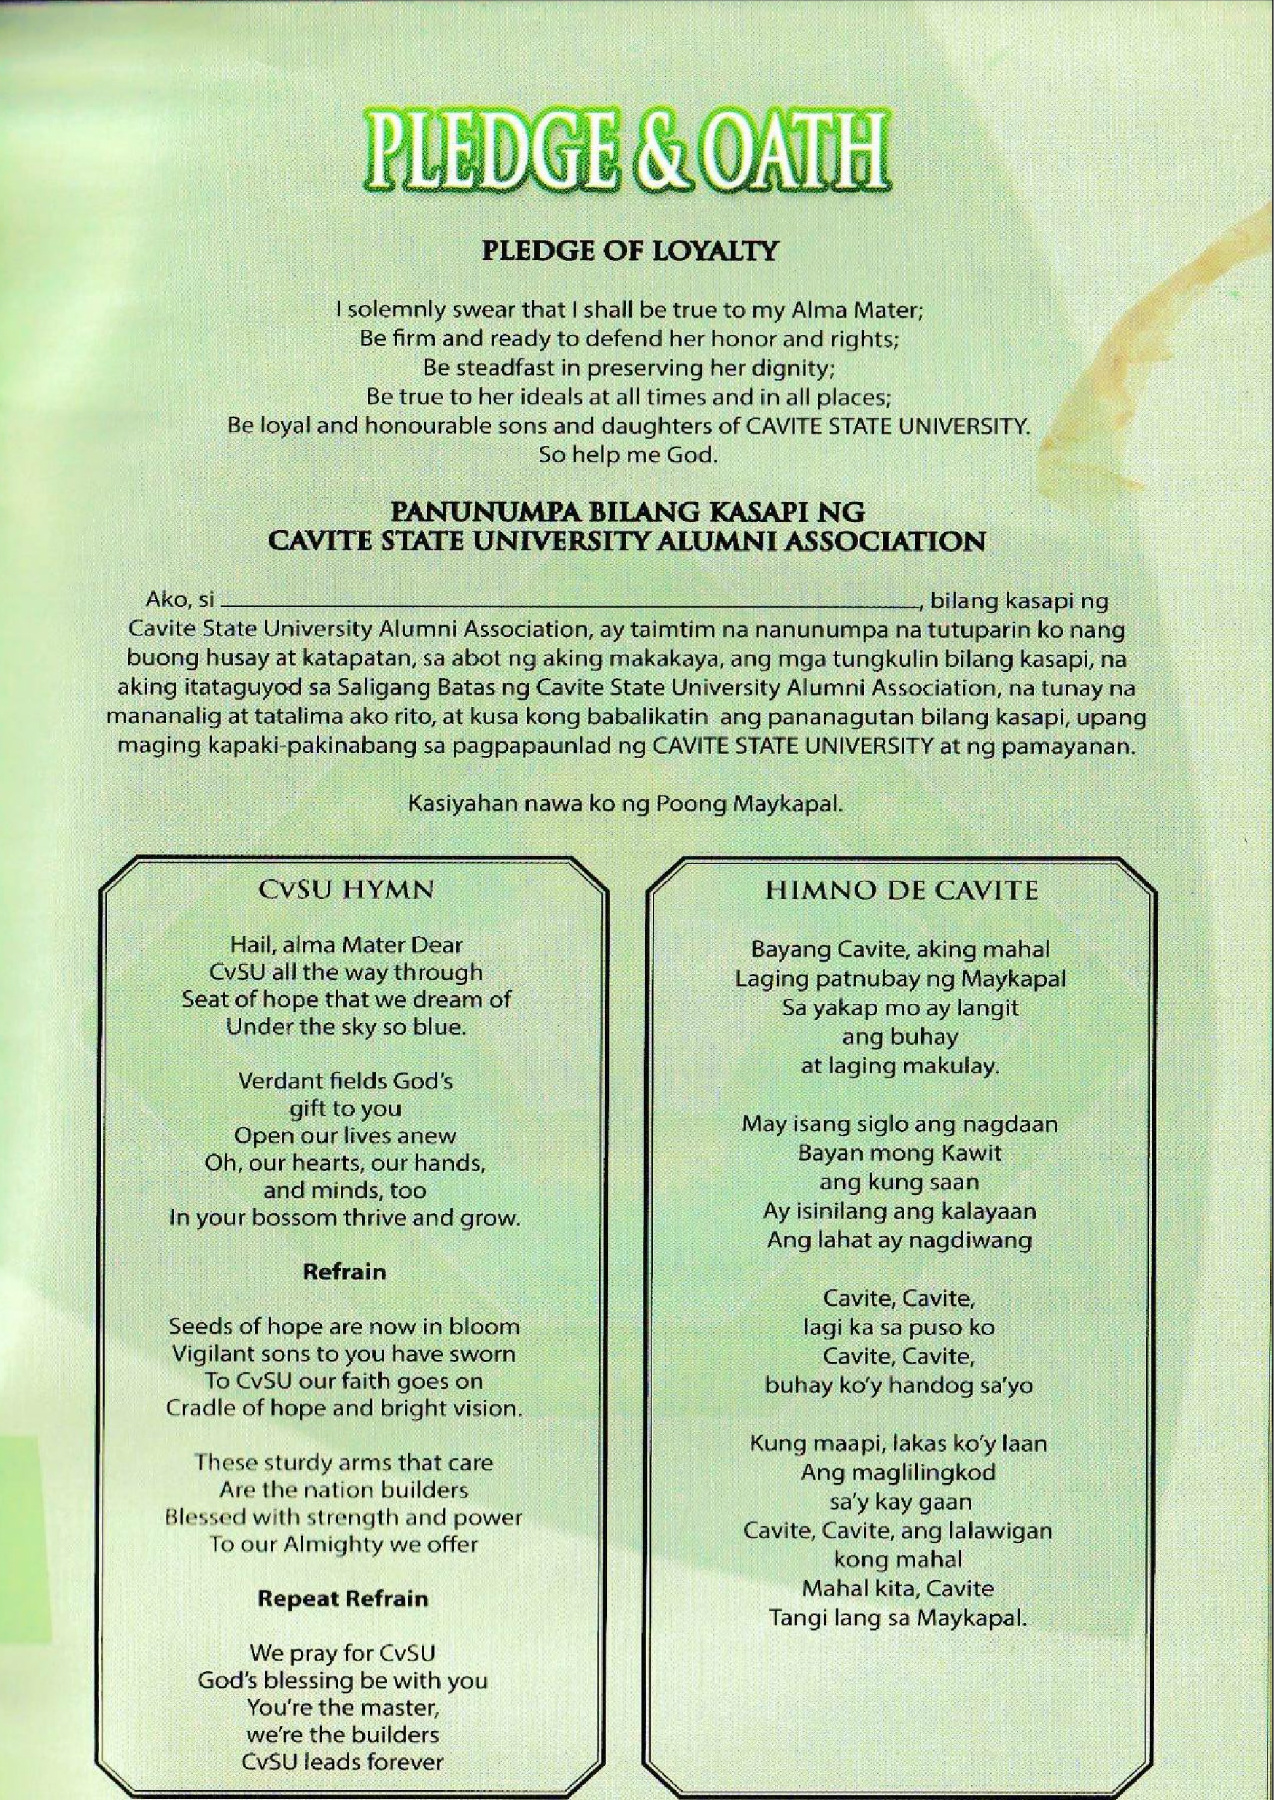 PLEDGE & OATH
PLEDGE OF LOYALTY
I solemnly swear that I shall be true to my Alma Mater;
Be firm and ready to defend her honor and rights;
Be steadfast in preserving her dignity;
Be true to her ideals at all times and in all places;
Be loyal and honourable sons and daughters of CAVITE STATE UNIVERSITY.
So help me God.
PANUNUMPA BILANG KASAPI NG
CAVITE STATE UNIVERSITY ALUMNI ASSOCIATION
Ako, si ____________________, bilang kasapi ng
Cavite State University Alumni Association, ay taimtim na nanunumpa na tutuparin ko nang
buong husay at katapatan, sa abot ng aking makakaya, ang mga tungkulin bilang kasapi, na
aking itataguyod sa Saligang Batas ng Cavite State University Alumni Association, na tunay na
mananalig at tatalima ako rito, at kusa kong babalikatin ang pananagutan bilang kasapi, upang
maging kapaki-pakinabang sa pagpapaunlad ng CAVITE STATE UNIVERSITY at ng pamayanan.
Kasiyahan nawa ko ng Poong Maykapal.
CvSU HYMN
Hail, alma Mater Dear
CvSU all the way through
Seat of hope that we dream of
Under the sky so blue.
Verdant fields God's
gift to you
Open our lives anew
Oh, our hearts, our hands,
and minds, too
In your bossom thrive and grow.
Refrain
Seeds of hope are now in bloom
Vigilant sons to you have sworn
To CvSU our faith goes on
Cradle of hope and bright vision.
These sturdy arms that care
Are the nation builders
Blessed with strength and power
To our Almighty we offer
Repeat Refrain
We pray for CvSU
God's blessing be with you
You're the master,
we're the builders
CvSU leads forever
HIMNO DE CAVITE
Bayang Cavite, aking mahal
Laging patnubay ng Maykapal
Sa yakap mo ay langit
ang buhay
at laging makulay.
May isang siglo ang nagdaan
Bayan mong Kawit
ang kung saan
Ay isinilang ang kalayaan
Ang lahat ay nagdiwang
Cavite, Cavite,
lagi ka sa puso ko
Cavite, Cavite,
buhay ko'y handog sa'yo
Kung maapi, lakas ko'y laan
Ang maglilingkod
sa'y kay gaan
Cavite, Cavite, ang lalawigan
kong mahal
Mahal kita, Cavite
Tangi lang sa Maykapal.